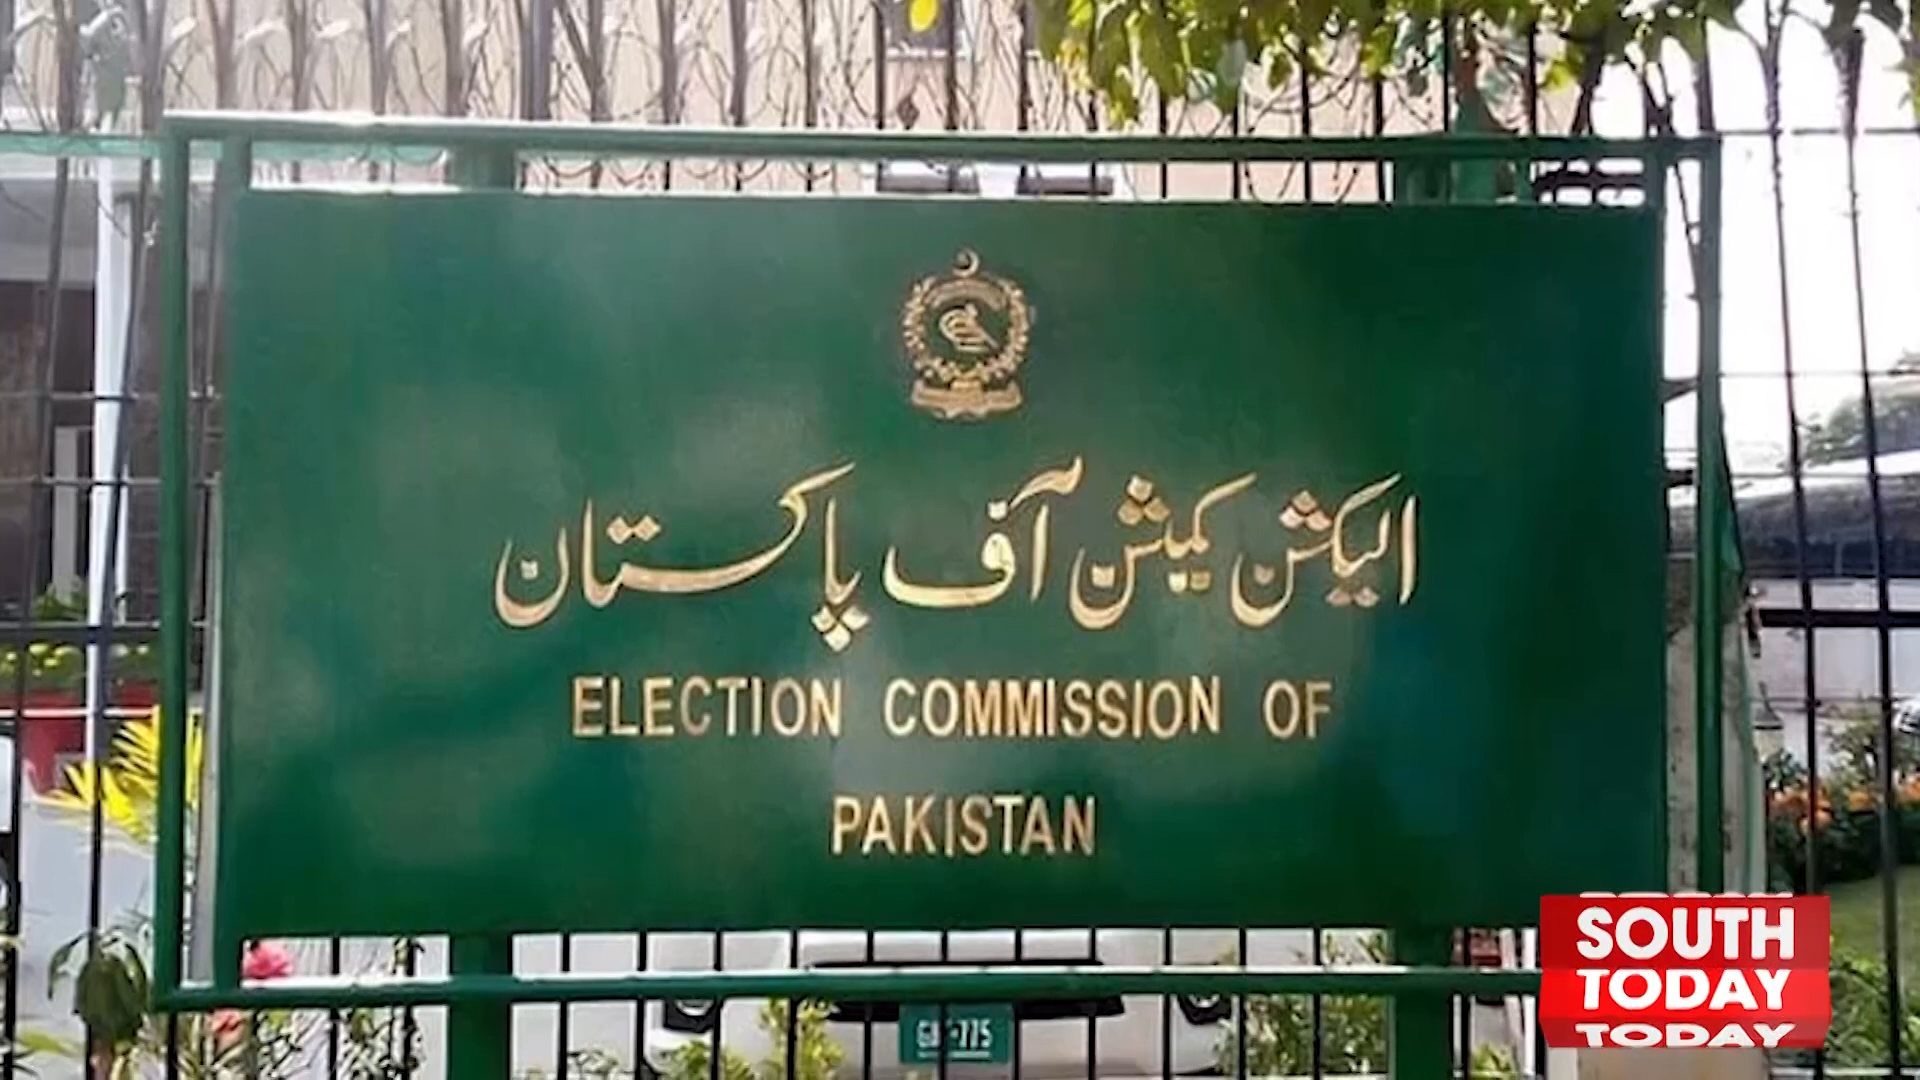 الیکشن کمیشن آف پاکستان
ELECTION COMMISSION OF
PAKISTAN
SOUTH
TODAY
TODAY